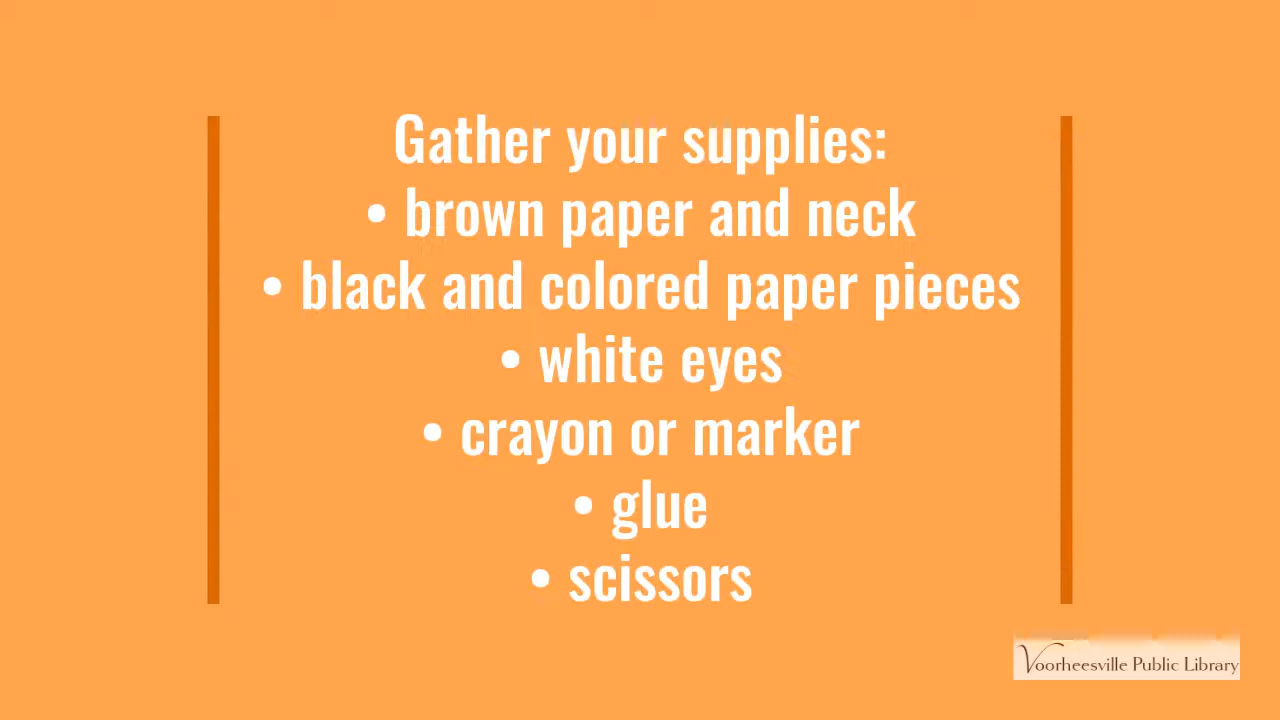 Gather your supplies:
• brown paper and neck
• black and colored paper pieces
• white eyes
• crayon or marker
• glue
• scissors
Voorheesville Public Library